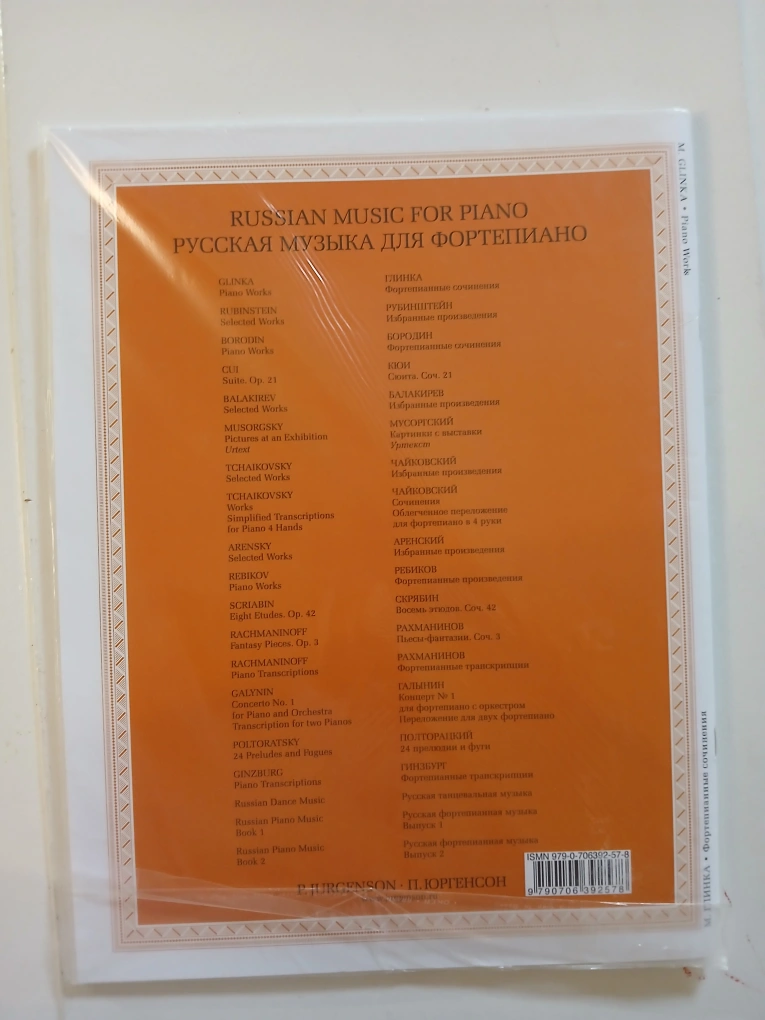 RUSSIAN MUSIC FOR PIANO
РУССКАЯ МУЗЫКА ДЛЯ ФОРТЕПИАНО
GLINKA
Piano Works
RUBINSTEIN
Selected Works
BORODIN
Piano Works
CUI
Suite. Op. 21
BALAKIREV
Selected Works
MUSORGSKY
Pictures at an Exhibition
Urtext
TCHAIKOVSKY
Selected Works
TCHAIKOVSKY
Works
Simplified Transcriptions
for Piano 4 Hands
ARENSKY
Selected Works
REBIKOV
Piano Works
SCRIABIN
Eight Etudes. Op. 42
RACHMANINOFF
Fantasy Pieces. Op. 3
RACHMANINOFF
Piano Transcriptions
GALYNIN
Concerto No. 1
for Piano and Orchestra
Transcription for two Pianos
POLTORATSKY
24 Preludes and Fugues
GINZBURG
Piano Transcriptions
Russian Dance Music
Russian Piano Music
Book 1
Russian Piano Music
Book 2
ГЛИНКА
Фортепианные сочинения
РУБИНШТЕЙН
Избранные произведения
БОРОДИН
Фортепианные сочинения
КЮИ
Сюита. Соч. 21
БАЛАКИРЕВ
Избранные произведения
МУСОРГСКИЙ
Картинки с выставки
Уртекст
ЧАЙКОВСКИЙ
Избранные произведения
ЧАЙКОВСКИЙ
Сочинения
Облегченное переложение
для фортепиано в 4 руки
АРЕНСКИЙ
Избранные произведения
РЕБИКОВ
Фортепианные произведения
СКРЯБИН
Восемь этюдов. Соч. 42
РАХМАНИНОВ
Пьесы-фантазии. Соч. 3
РАХМАНИНОВ
Фортепианные транскрипции
ГАЛЫНИН
Концерт № 1
для фортепиано с оркестром
Переложение для двух фортепиано
ПОЛТОРАЦКИЙ
24 прелюдии и фуги
ГИНЗБУРГ
Фортепианные транскрипции
Русская танцевальная музыка
Русская фортепианная музыка
Выпуск 1
Русская фортепианная музыка
Выпуск 2
P. JURGENSON · П. ЮРГЕНСОН
ISMN 979-0-706392-57-8
9 790706 392578
M. GLINKA • Piano Works
М. ГЛИНКА • Фортепианные сочинения